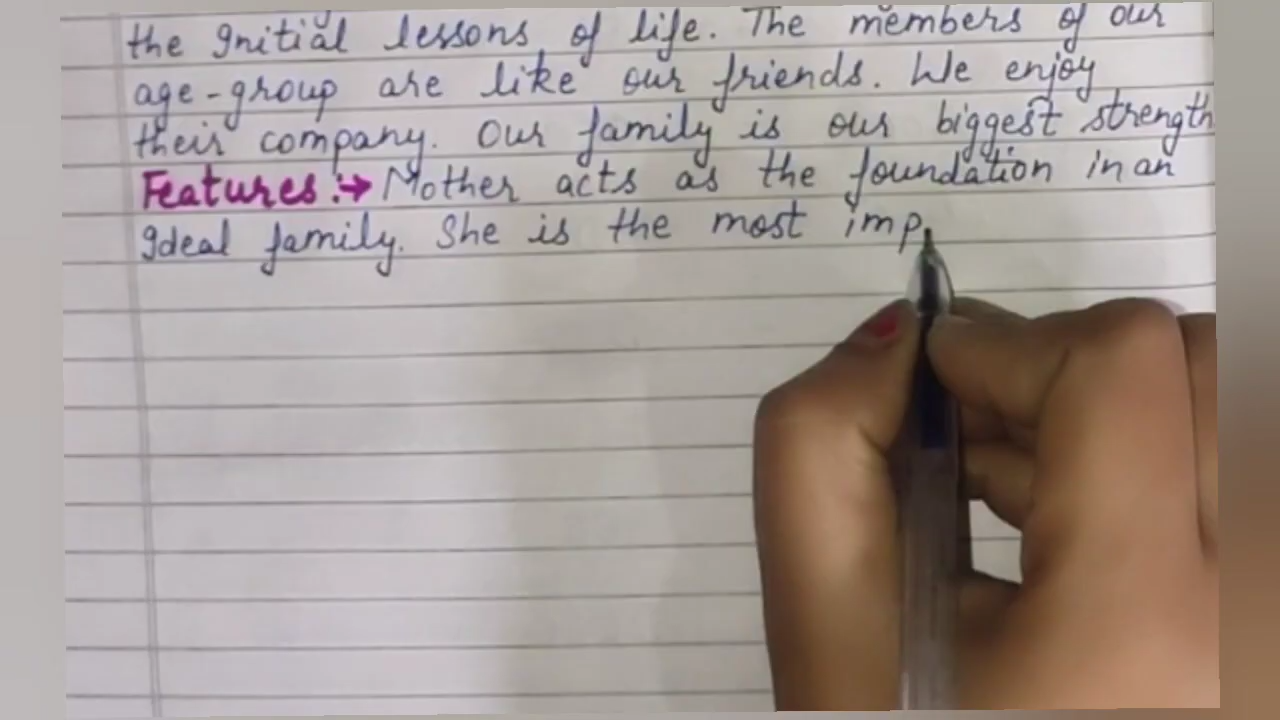 the Initial lessons of life. The members of our
age-group are like our friends. We enjoy
their company. Our family is our biggest strength
Features :→ Mother acts as the foundation in an
Ideal family. She is the most imp